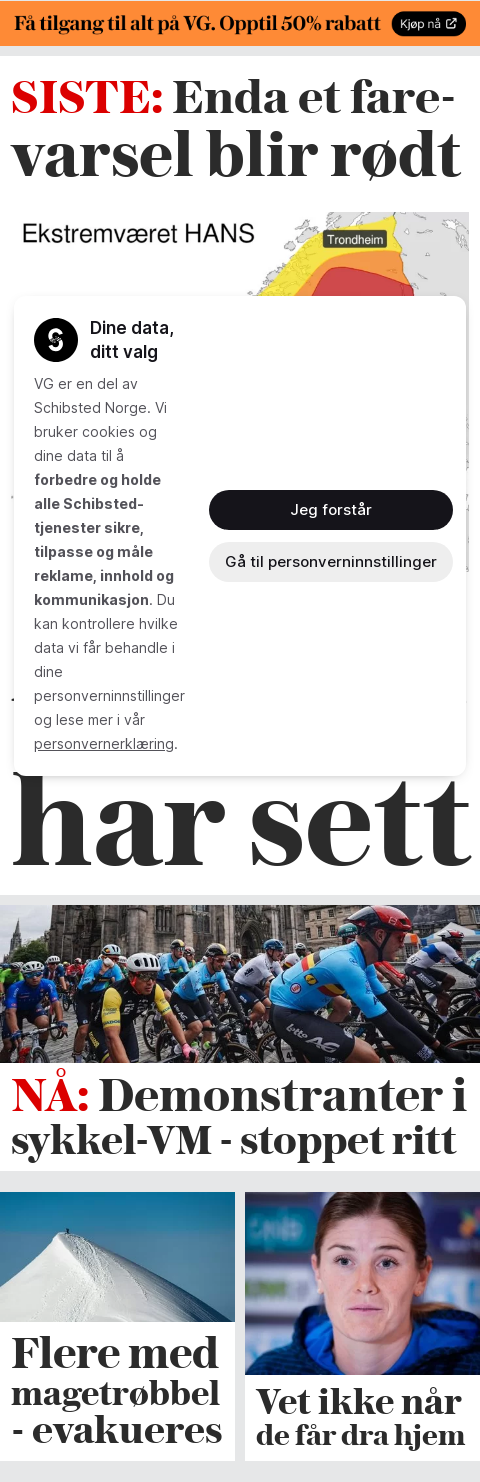 Få tilgang til alt på VG. Opptil 50% rabatt
Kjøp nå
SISTE: Enda et fare-
varsel blir rødt
Ekstremværet HANS
Trondheim
Dine data,
ditt valg
VG er en del av
Schibsted Norge. Vi
bruker cookies og
dine data til å
forbedre og holde
alle Schibsted-
tjenester sikre,
tilpasse og måle
reklame, innhold og
kommunikasjon. Du
kan kontrollere hvilke
data vi får behandle i
dine
personverninnstillinger
og lese mer i vår
personvernerklæring.
Jeg forstår
Gå til personverninnstillinger
har sett
NÅ: Demonstranter i
sykkel-VM - stoppet ritt
Flere med
magetrøbbel
- evakueres
Vet ikke når
de får dra hjem